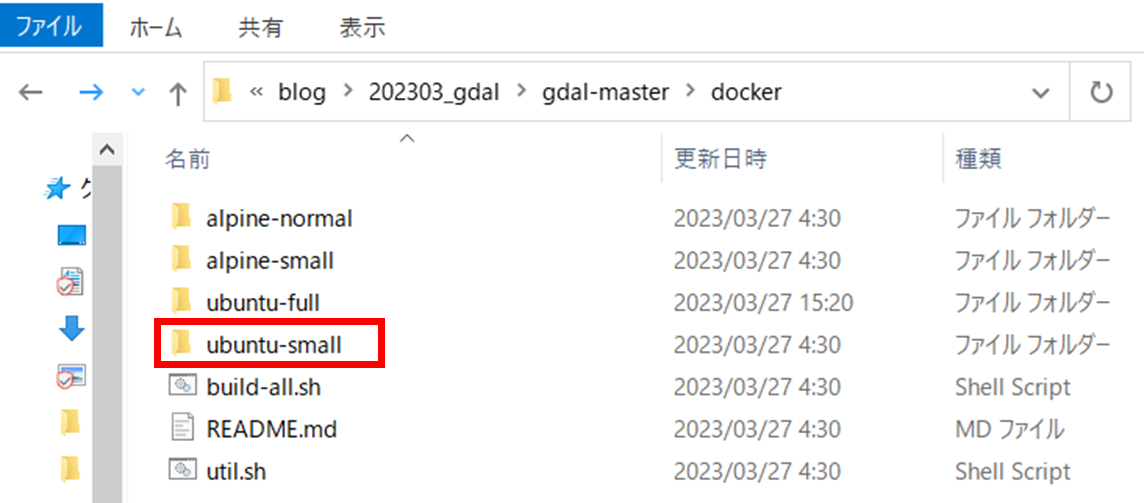 ファイル ホーム 共有 表示
« blog > 202303_gdal > gdal-master > docker
名前 更新日時 種類
alpine-normal 2023/03/27 4:30 ファイル フォルダー
alpine-small 2023/03/27 4:30 ファイル フォルダー
ubuntu-full 2023/03/27 15:20 ファイル フォルダー
ubuntu-small 2023/03/27 4:30 ファイル フォルダー
build-all.sh 2023/03/27 4:30 Shell Script
README.md 2023/03/27 4:30 MD ファイル
util.sh 2023/03/27 4:30 Shell Script